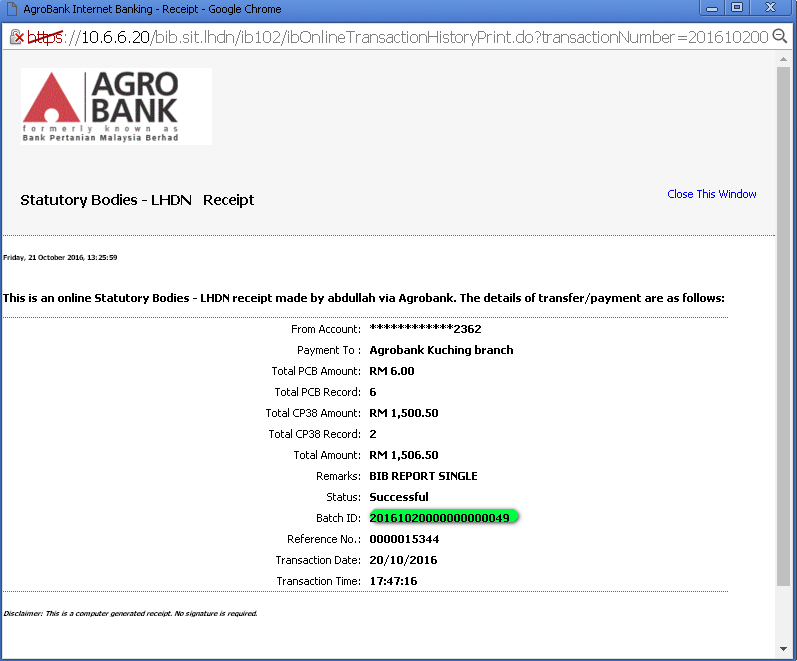 AgroBank Internet Banking - Receipt - Google Chrome
https://10.6.6.20/bib.sit.lhdn/ib102/ibOnlineTransactionHistoryPrint.do?transactionNumber=201610200
AGRO
BANK
formerly known as
Bank Pertanian Malaysia Berhad
Statutory Bodies - LHDN Receipt
Close This Window
Friday, 21 October 2016, 13:25:59
This is an online Statutory Bodies - LHDN receipt made by abdullah via Agrobank. The details of transfer/payment are as follows:
From Account: ************2362
Payment To : Agrobank Kuching branch
Total PCB Amount: RM 6.00
Total PCB Record: 6
Total CP38 Amount: RM 1,500.50
Total CP38 Record: 2
Total Amount: RM 1,506.50
Remarks: BIB REPORT SINGLE
Status: Successful
Batch ID: 20161020000000000049
Reference No.: 0000015344
Transaction Date: 20/10/2016
Transaction Time: 17:47:16
Disclaimer: This is a computer generated receipt. No signature is required.